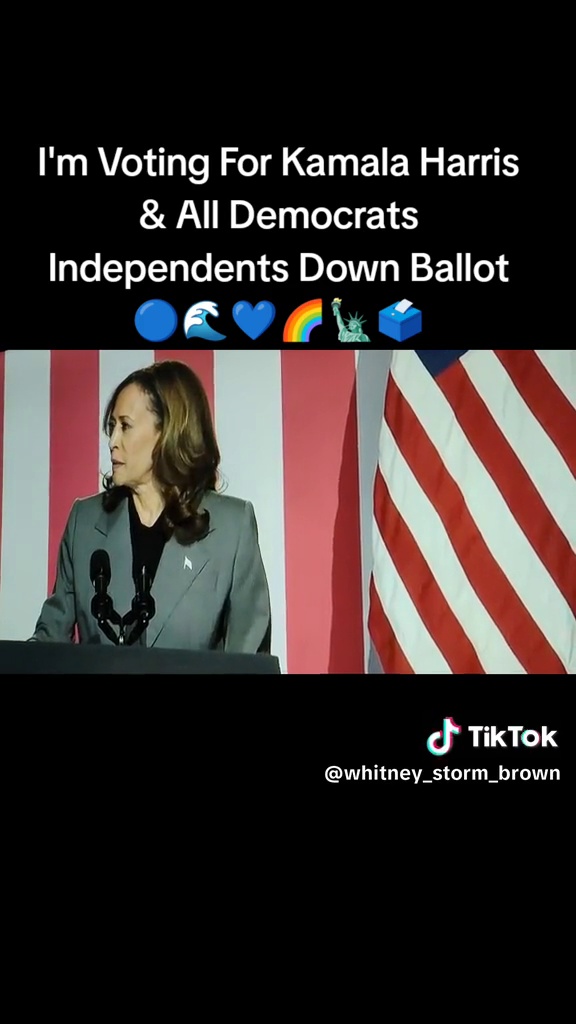 I'm Voting For Kamala Harris
& All Democrats
Independents Down Ballot
🔵🌊💙🌈🗽🗳️
TikTok
@whitney_storm_brown